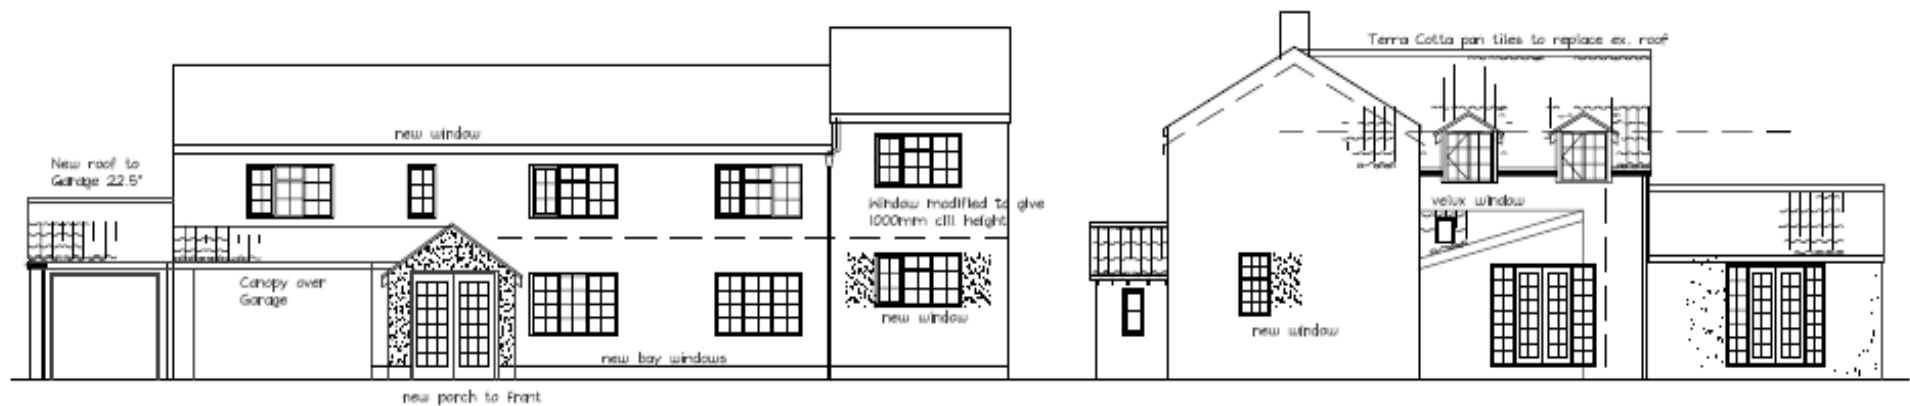 new window
New roof to
Garage 22.5°
Window modified to give
1000mm cill height
Canopy over
Garage
new window
new bay windows
new porch to front
Terra Cotta pan tiles to replace ex. roof
velux window
new window